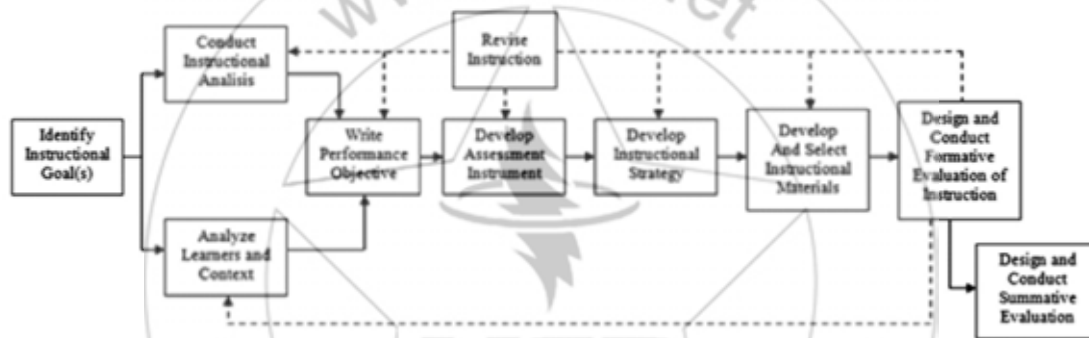 Conduct
Instructional
Analisis
Revise
Instruction
Identify
Instructional
Goal(s)
Write
Performance
Objective
Develop
Assessment
Instrument
Develop
Instructional
Strategy
Develop
And Select
Instructional
Materials
Design and
Conduct
Formative
Evaluation of
Instruction
Analyze
Learners and
Context
Design and
Conduct
Summative
Evaluation